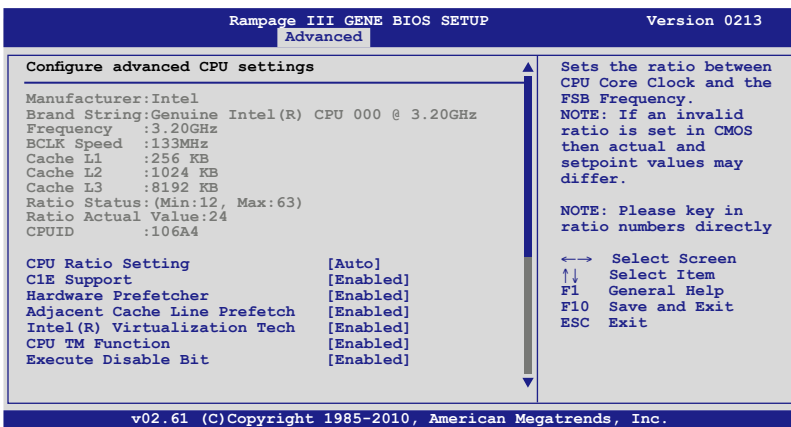 Rampage III GENE BIOS SETUP Version 0213
Advanced
Configure advanced CPU settings
Manufacturer:Intel
Brand String:Genuine Intel(R) CPU 000 @ 3.20GHz
Frequency :3.20GHz
BCLK Speed :133MHz
Cache L1 :256 KB
Cache L2 :1024 KB
Cache L3 :8192 KB
Ratio Status:(Min:12, Max:63)
Ratio Actual Value:24
CPUID :106A4
CPU Ratio Setting [Auto]
C1E Support [Enabled]
Hardware Prefetcher [Enabled]
Adjacent Cache Line Prefetch [Enabled]
Intel(R) Virtualization Tech [Enabled]
CPU TM Function [Enabled]
Execute Disable Bit [Enabled]
Sets the ratio between
CPU Core Clock and the
FSB Frequency.
NOTE: If an invalid
ratio is set in CMOS
then actual and
setpoint values may
differ.
NOTE: Please key in
ratio numbers directly
←→ Select Screen
↑↓ Select Item
F1 General Help
F10 Save and Exit
ESC Exit
v02.61 (C)Copyright 1985-2010, American Megatrends, Inc.